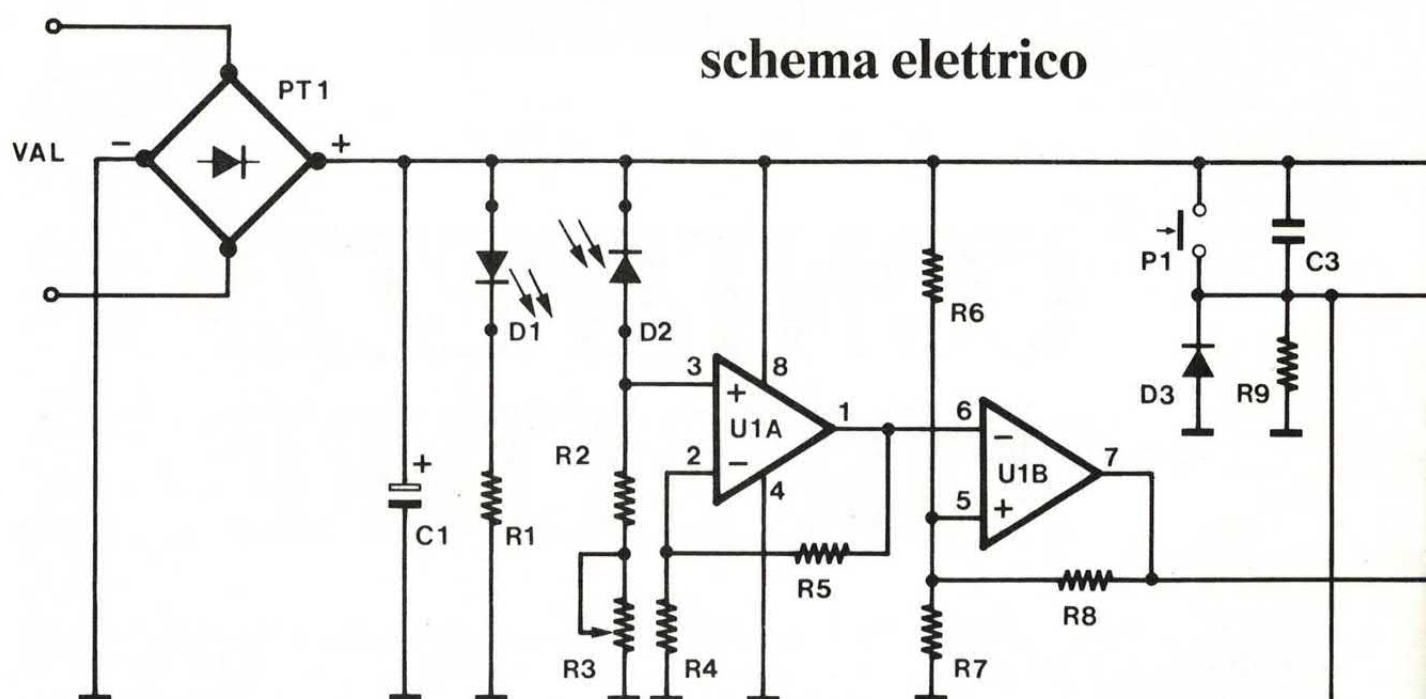 schema elettrico
PT1
VAL
-
+
P1
C3
R6
D1
D2
3
+
8
U1A
1
6
-
D3
R9
R2
2
-
4
U1B
7
+
C1
R1
5
+
R5
R8
R3
R4
R7